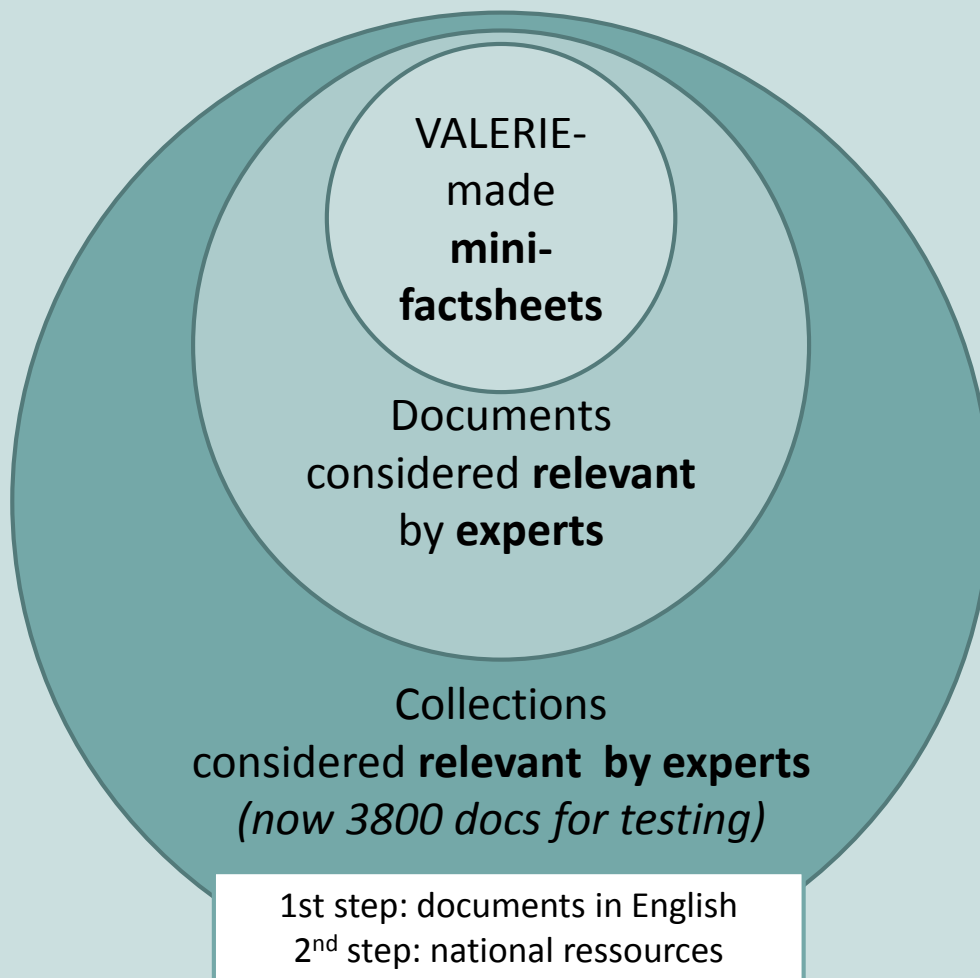 VALERIE-
made
mini-
factsheets
Documents
considered relevant
by experts
Collections
considered relevant  by experts
(now 3800 docs for testing)
1st step: documents in English
2nd step: national ressources